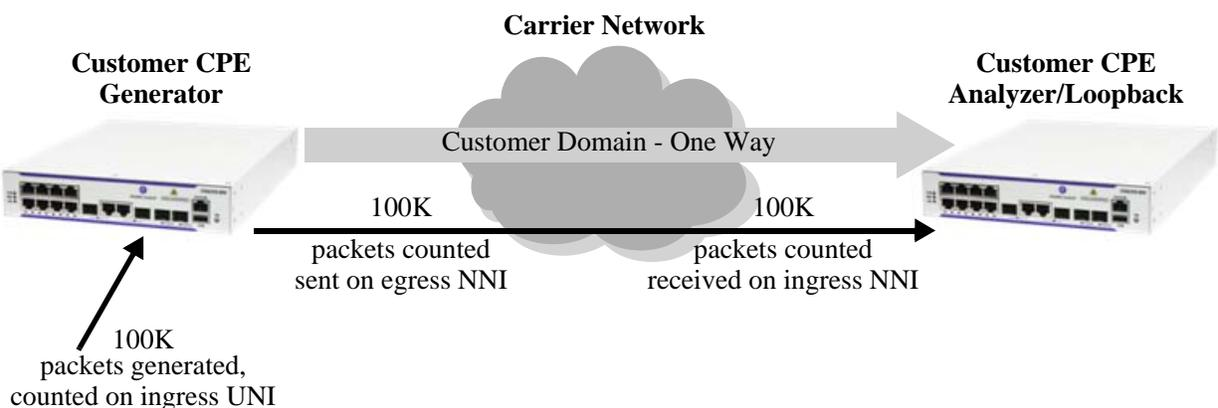 Carrier Network
Customer CPE
Generator
Customer CPE
Analyzer/Loopback
Customer Domain - One Way
100K
packets counted
sent on egress NNI
100K
packets counted
received on ingress NNI
100K
packets generated,
counted on ingress UNI